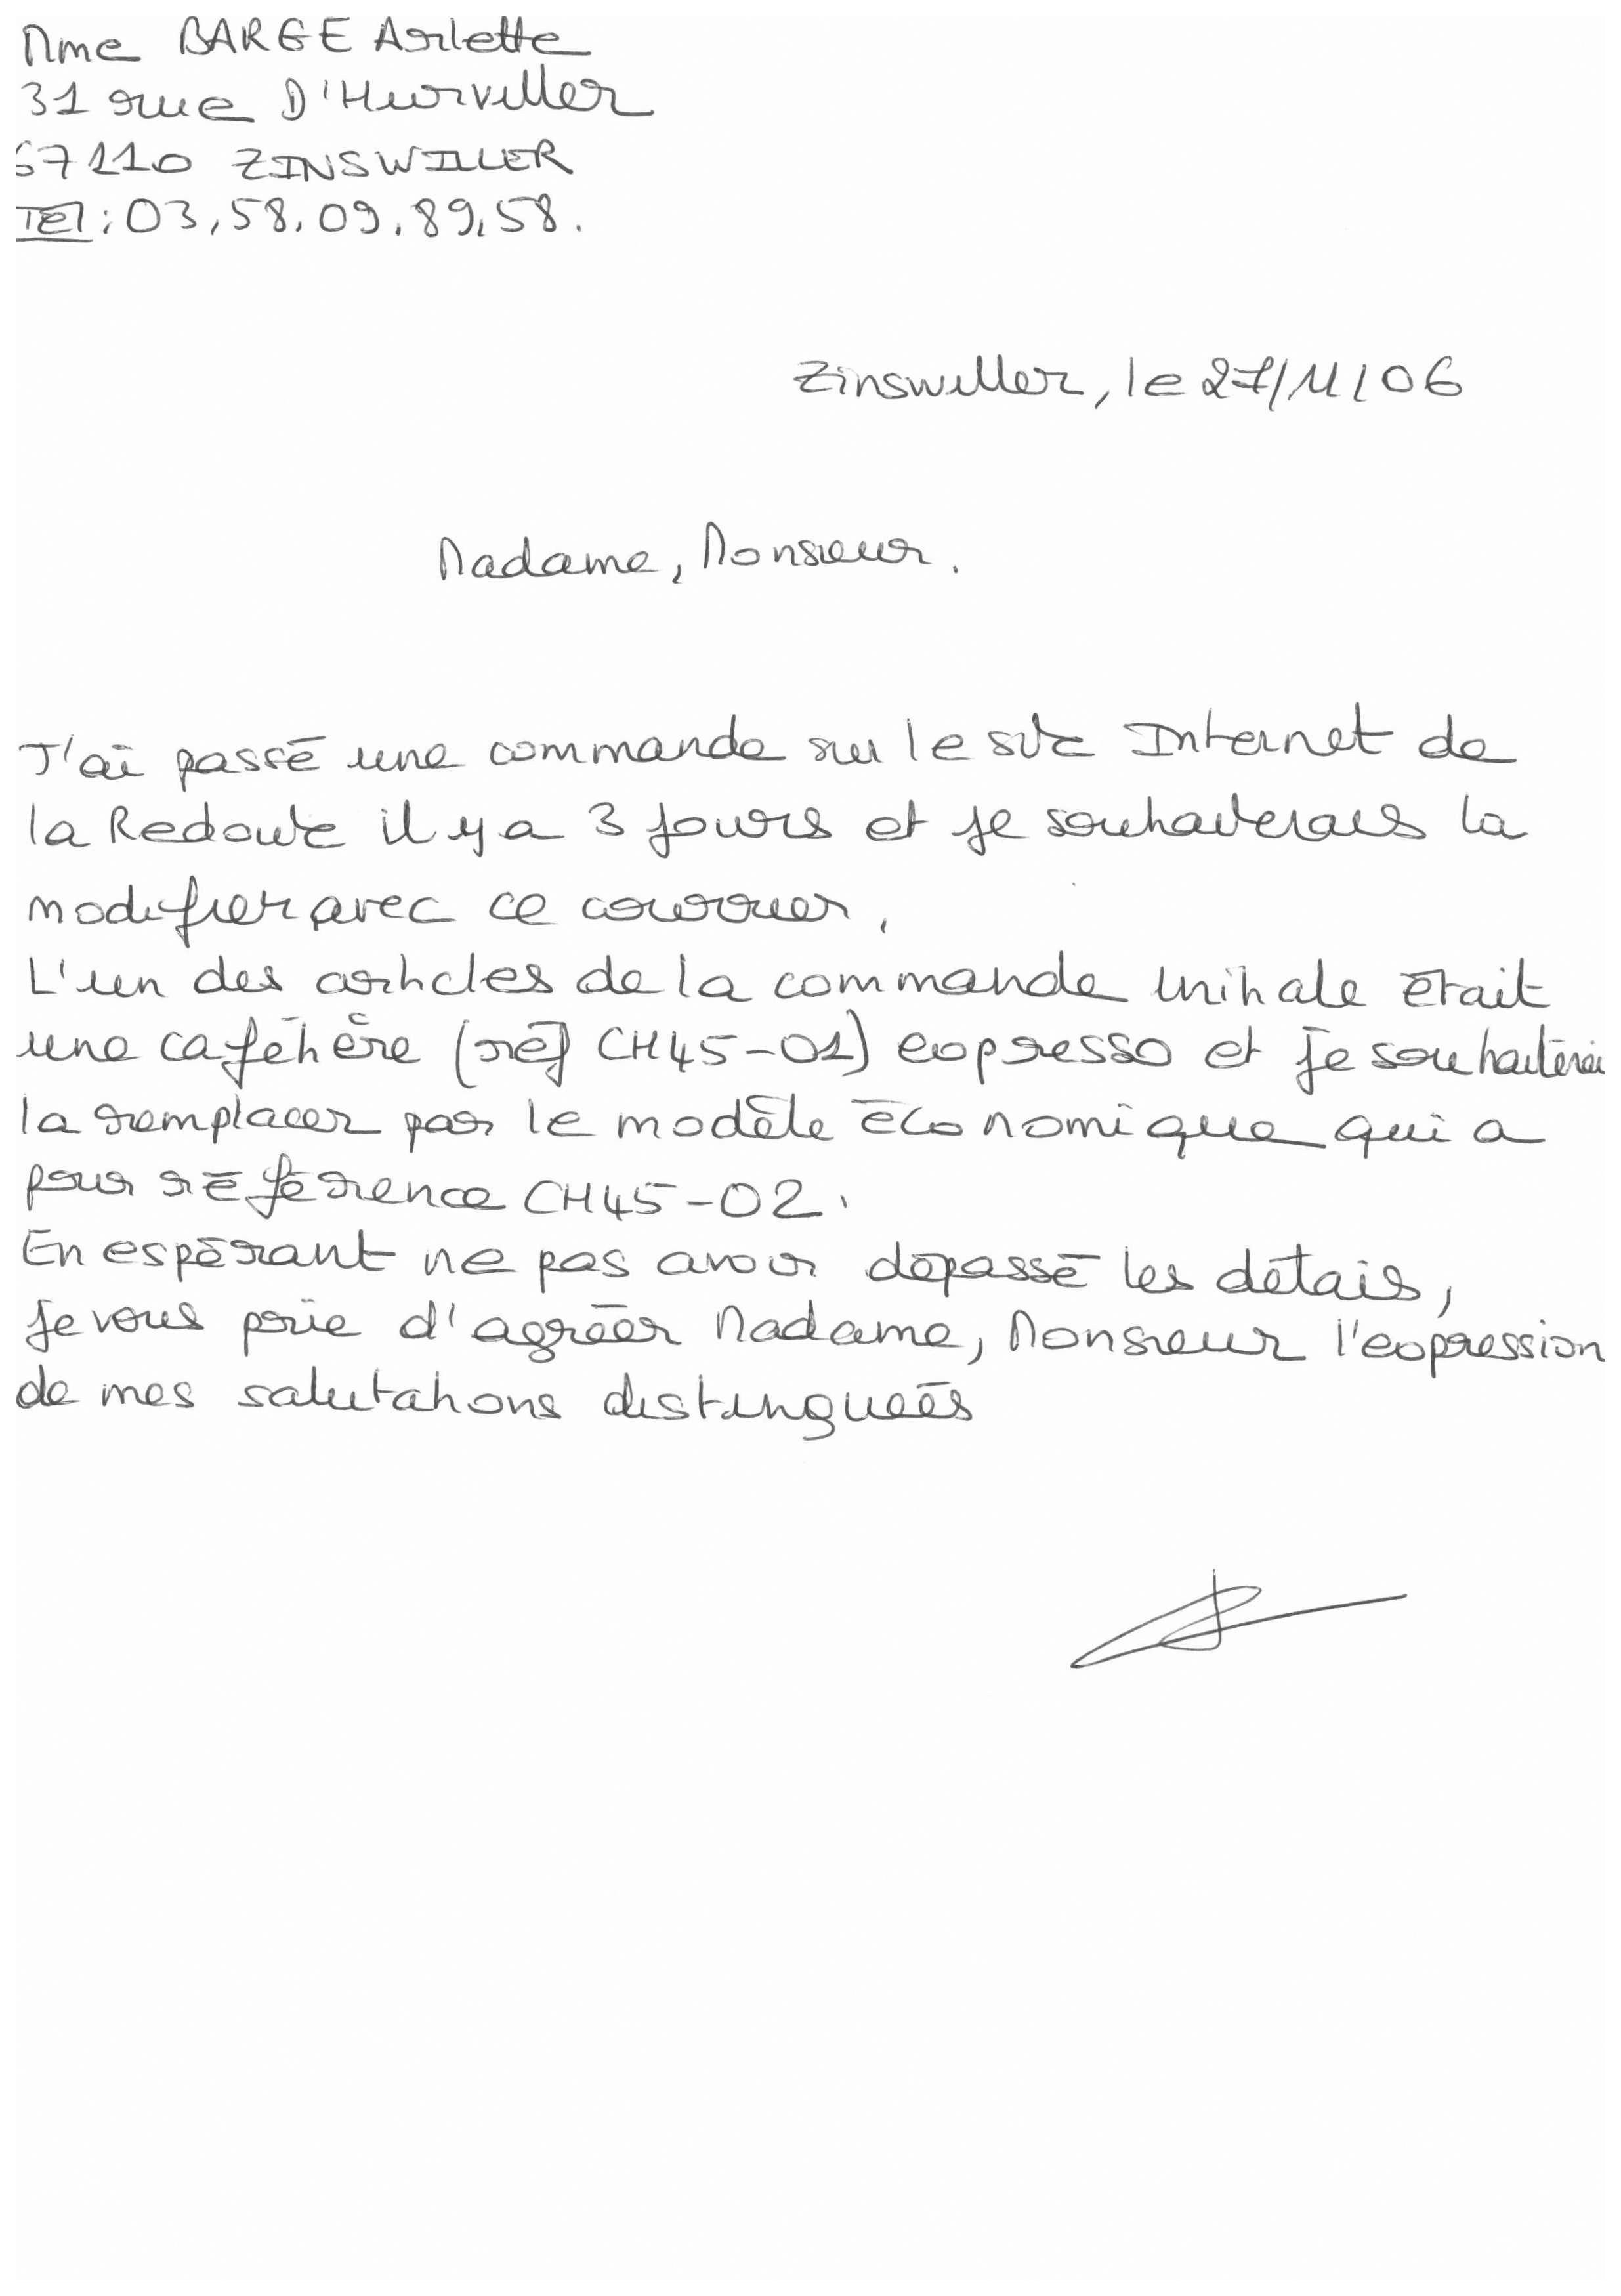 Mme BARGE Arlette
31 rue D'Hurviller
67110 ZINSWILLER
Tél : 03.58.09.89.58.
Zinswiller, le 27/11/06
Madame, Monsieur.
J'ai passé une commande sur le site Internet de
la Redoute il y a 3 jours et je souhaiterais la
modifier avec ce courrier.
L'un des articles de la commande initiale était
une cafétière (réf CH45-01) expresso et je souhaiterai
la remplacer par le modèle économique qui a
pour référence CH45-02.
En espérant ne pas avoir dépassé les détais,
je vous prie d'agréer Madame, Monsieur l'expression
de mes salutations distinguées